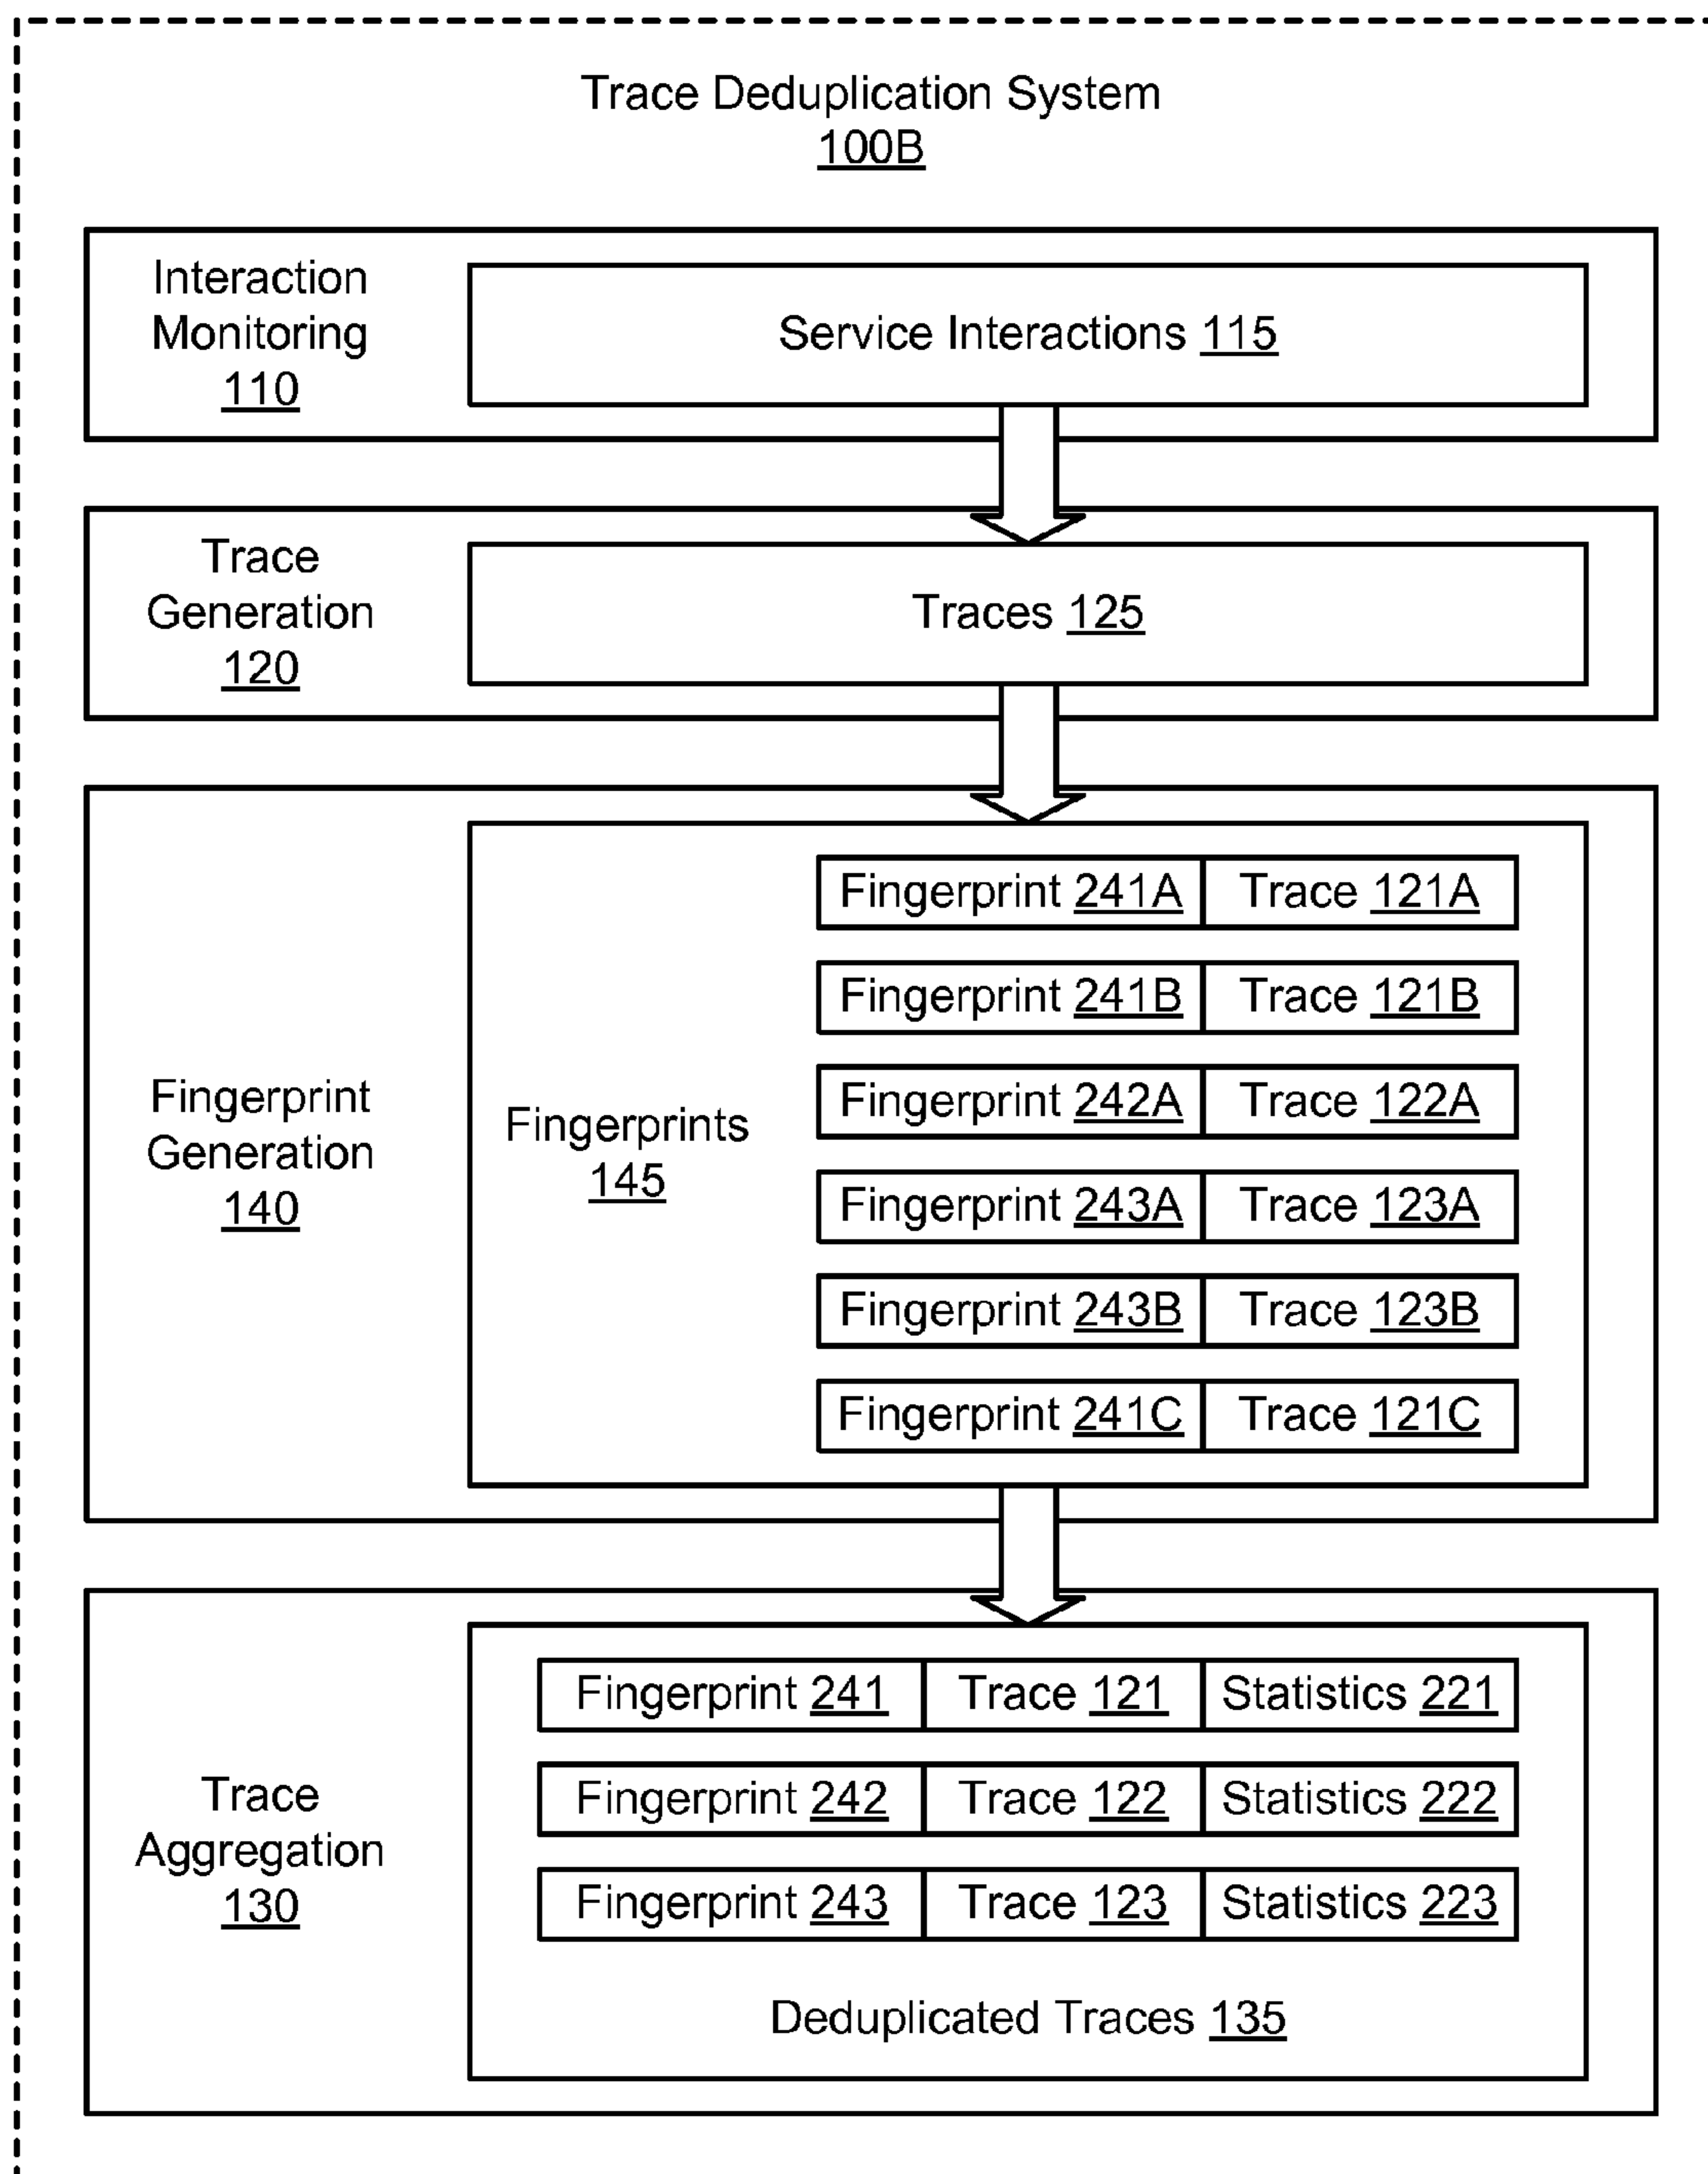 Trace Deduplication System
100B
Interaction
Monitoring
110
Service Interactions 115
Trace
Generation
120
Traces 125
Fingerprint
Generation
140
Fingerprints
145
Fingerprint 241A Trace 121A
Fingerprint 241B Trace 121B
Fingerprint 242A Trace 122A
Fingerprint 243A Trace 123A
Fingerprint 243B Trace 123B
Fingerprint 241C Trace 121C
Trace
Aggregation
130
Fingerprint 241 Trace 121 Statistics 221
Fingerprint 242 Trace 122 Statistics 222
Fingerprint 243 Trace 123 Statistics 223
Deduplicated Traces 135